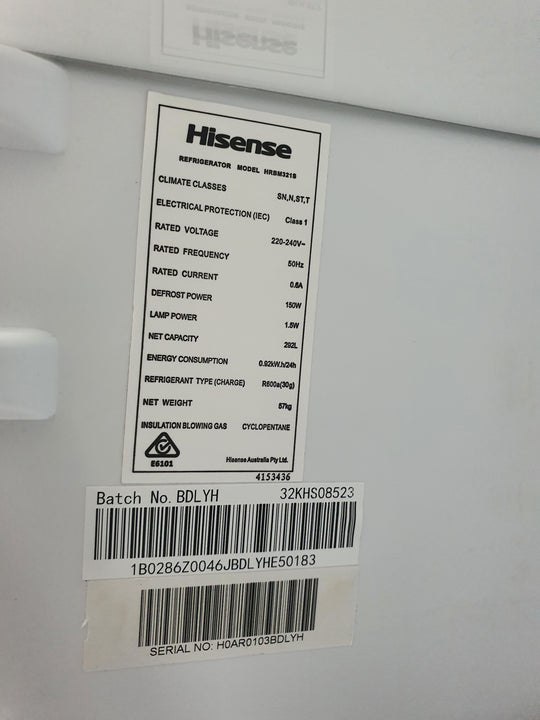 Hisense
REFRIGERATOR MODEL HRBM321S
CLIMATE CLASSES SN,N,ST,T
ELECTRICAL PROTECTION (IEC) Class 1
RATED VOLTAGE 220-240V~
RATED FREQUENCY 50Hz
RATED CURRENT 0.8A
DEFROST POWER 150W
LAMP POWER 1.5W
NET CAPACITY 292L
ENERGY CONSUMPTION 0.92kW.h/24h
REFRIGERANT TYPE (CHARGE) R600a(30g)
NET WEIGHT 57kg
INSULATION BLOWING GAS CYCLOPENTANE
E6101
Hisense Australia Pty Ltd.
4153436
Batch No. BDLYH 32KHS08523
1B0286Z0046JBDLYHE50183
SERIAL NO: H0AR0103BDLYH